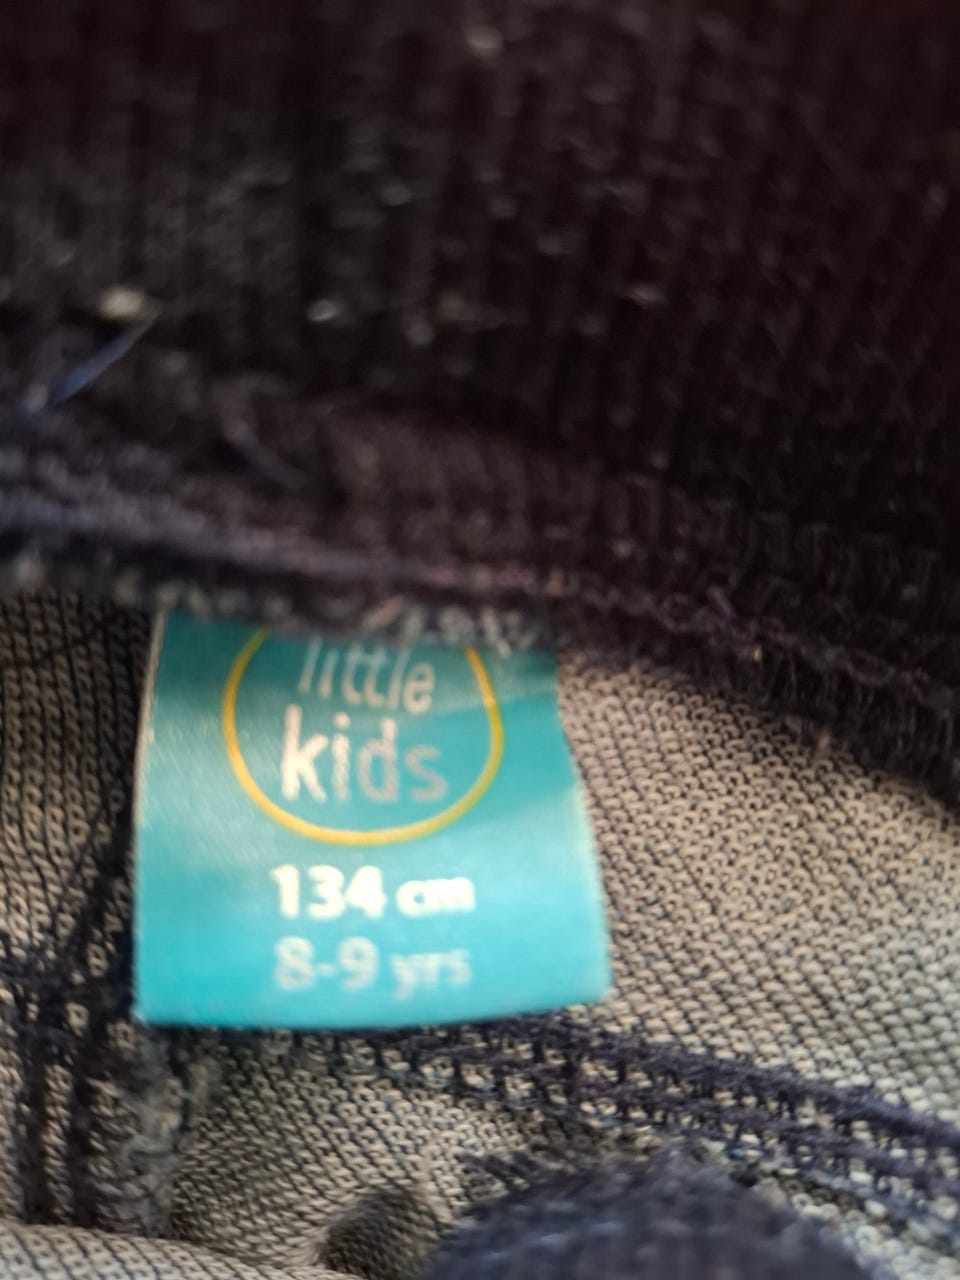 little
kids
134 cm
8-9 yrs